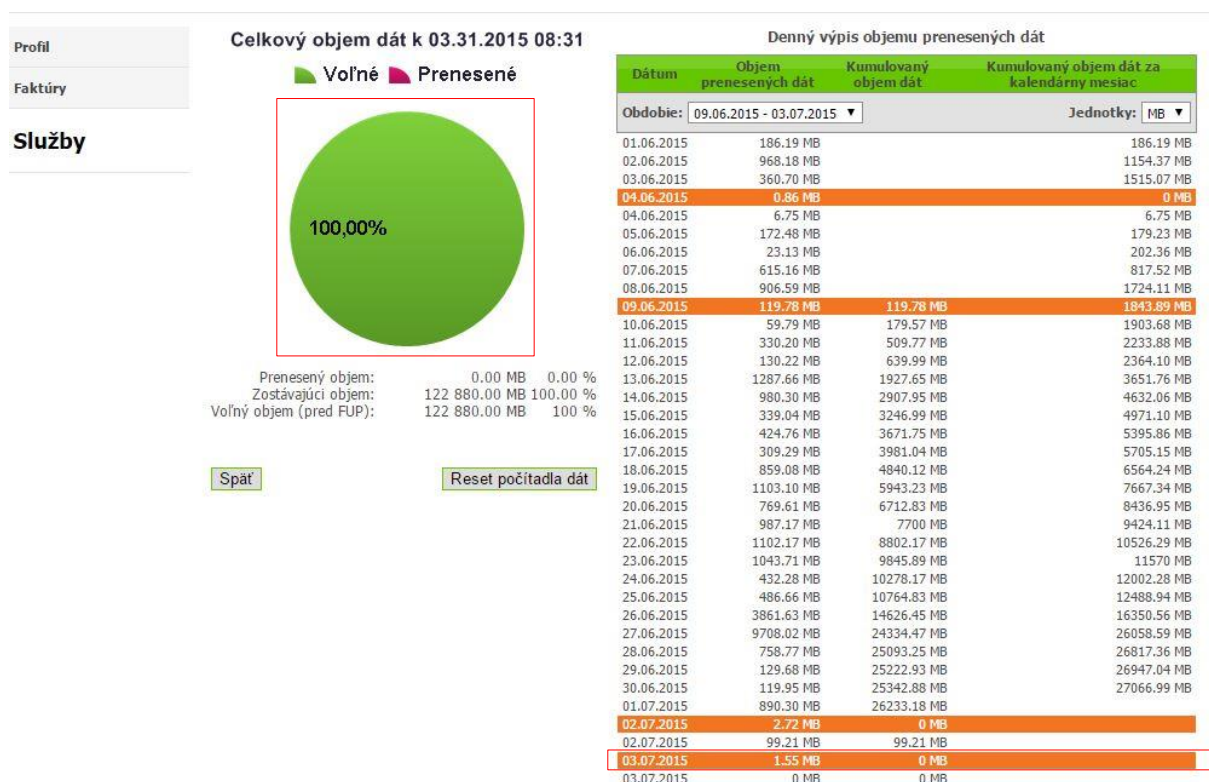 Profil
Faktúry
Služby
Celkový objem dát k 03.31.2015 08:31
Voľné Prenesené
100,00%
Prenesený objem: 0.00 MB 0.00 %
Zostávajúci objem: 122 880.00 MB 100.00 %
Voľný objem (pred FUP): 122 880.00 MB 100 %
Späť Reset počítadla dát
Denný výpis objemu prenesených dát
Dátum Objem prenesených dát Kumulovaný objem dát Kumulovaný objem dát za kalendárny mesiac
Obdobie: 09.06.2015 - 03.07.2015 ▼ Jednotky: MB ▼
01.06.2015 186.19 MB 186.19 MB
02.06.2015 968.18 MB 1154.37 MB
03.06.2015 360.70 MB 1515.07 MB
04.06.2015 0.86 MB 0 MB
04.06.2015 6.75 MB 6.75 MB
05.06.2015 172.48 MB 179.23 MB
06.06.2015 23.13 MB 202.36 MB
07.06.2015 615.16 MB 817.52 MB
08.06.2015 906.59 MB 1724.11 MB
09.06.2015 119.78 MB 119.78 MB 1843.89 MB
10.06.2015 59.79 MB 179.57 MB 1903.68 MB
11.06.2015 330.20 MB 509.77 MB 2233.88 MB
12.06.2015 130.22 MB 639.99 MB 2364.10 MB
13.06.2015 1287.66 MB 1927.65 MB 3651.76 MB
14.06.2015 980.30 MB 2907.95 MB 4632.06 MB
15.06.2015 339.04 MB 3246.99 MB 4971.10 MB
16.06.2015 424.76 MB 3671.75 MB 5395.86 MB
17.06.2015 309.29 MB 3981.04 MB 5705.15 MB
18.06.2015 859.08 MB 4840.12 MB 6564.24 MB
19.06.2015 1103.10 MB 5943.23 MB 7667.34 MB
20.06.2015 769.61 MB 6712.83 MB 8436.95 MB
21.06.2015 987.17 MB 7700 MB 9424.11 MB
22.06.2015 1102.17 MB 8802.17 MB 10526.29 MB
23.06.2015 1043.71 MB 9845.89 MB 11570 MB
24.06.2015 432.28 MB 10278.17 MB 12002.28 MB
25.06.2015 486.66 MB 10764.83 MB 12488.94 MB
26.06.2015 3861.63 MB 14626.45 MB 16350.56 MB
27.06.2015 9708.02 MB 24334.47 MB 26058.59 MB
28.06.2015 758.77 MB 25093.25 MB 26817.36 MB
29.06.2015 129.68 MB 25222.93 MB 26947.04 MB
30.06.2015 119.95 MB 25342.88 MB 27066.99 MB
01.07.2015 890.30 MB 26233.18 MB
02.07.2015 2.72 MB 0 MB
02.07.2015 99.21 MB 99.21 MB
03.07.2015 1.55 MB 0 MB
03.07.2015 0 MB 0 MB